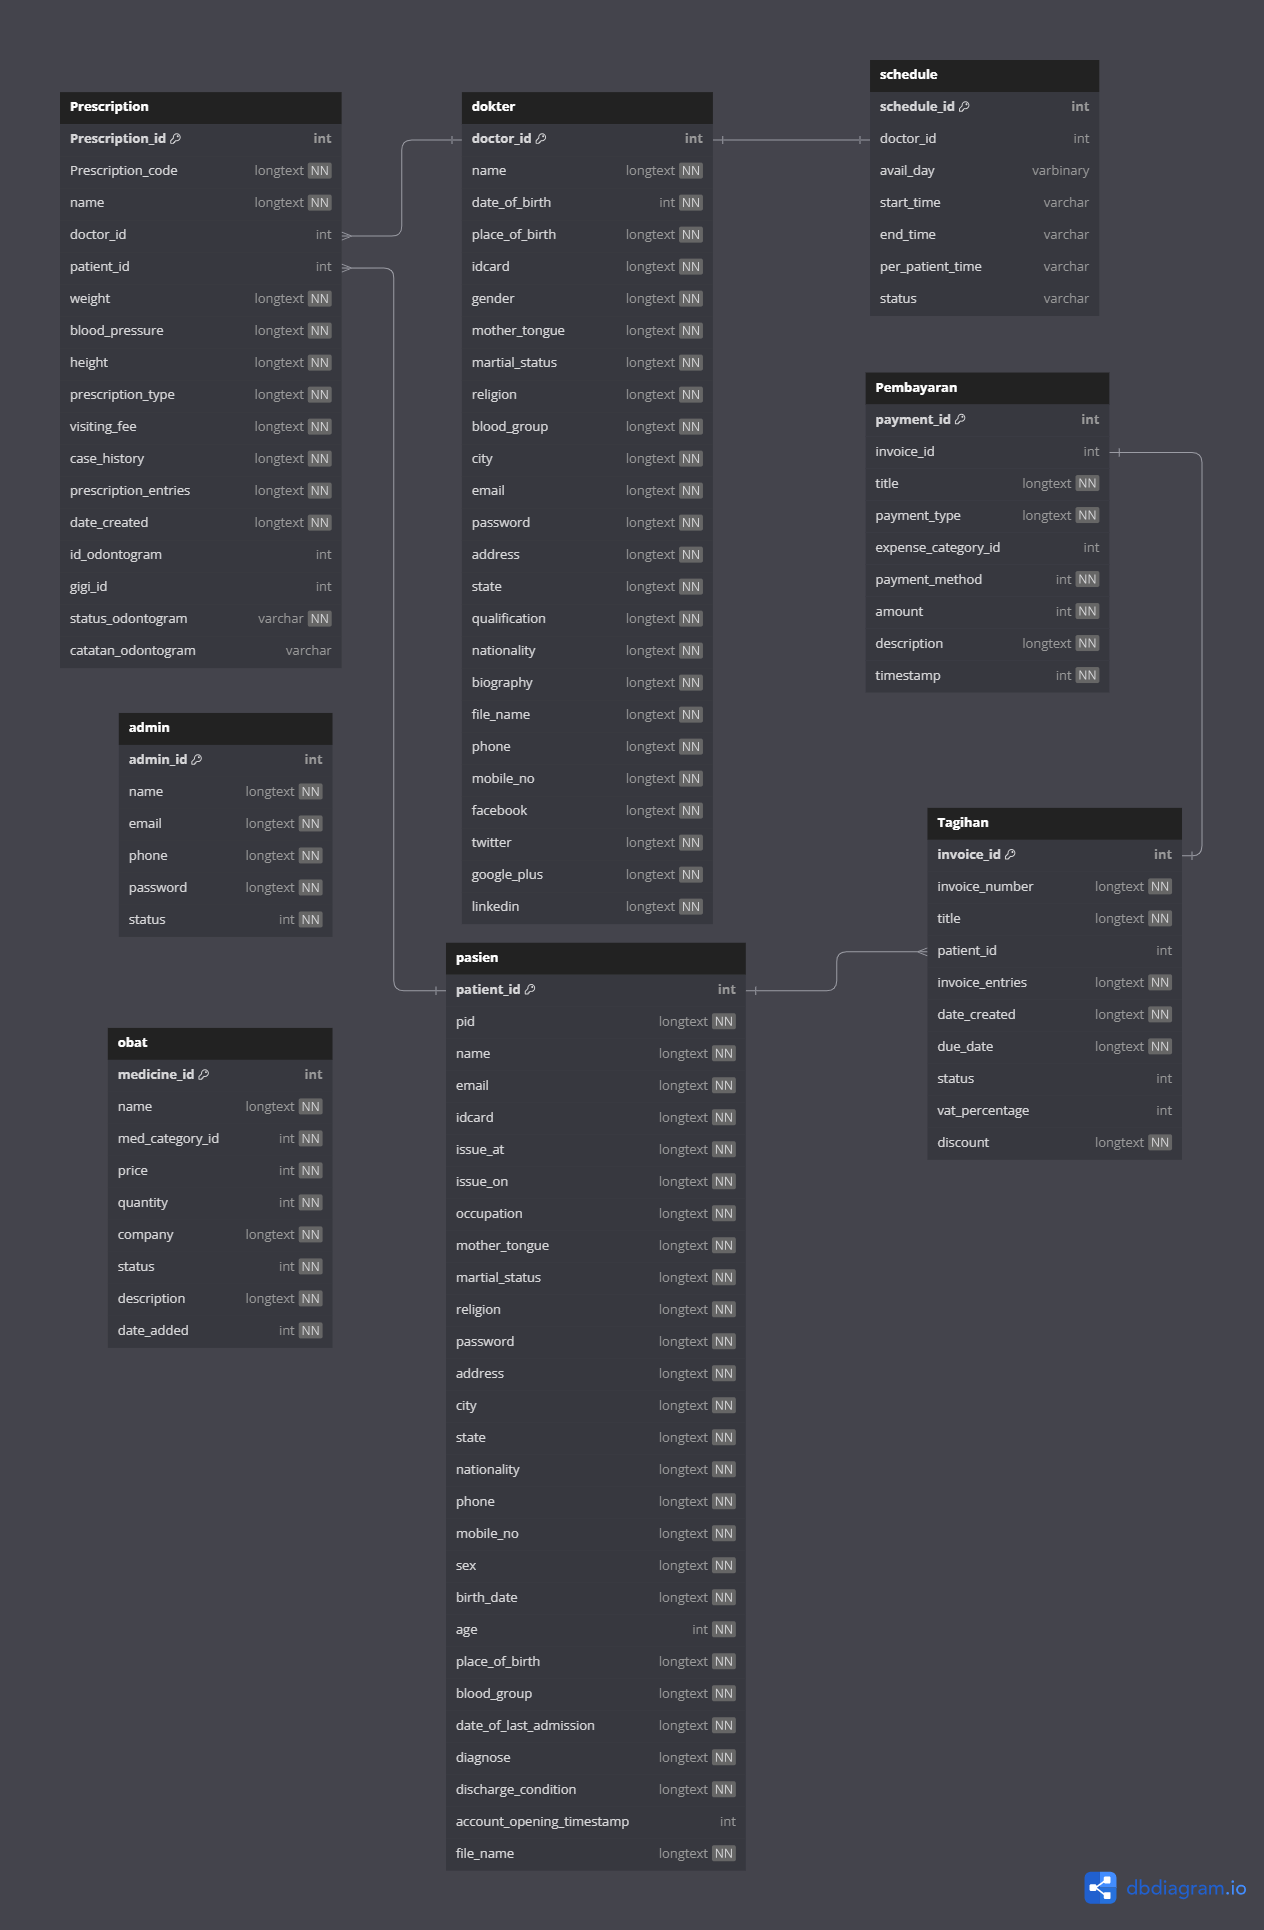 Prescription
Prescription_id int
Prescription_code longtext NN
name longtext NN
doctor_id int
patient_id int
weight longtext NN
blood_pressure longtext NN
height longtext NN
prescription_type longtext NN
visiting_fee longtext NN
case_history longtext NN
prescription_entries longtext NN
date_created longtext NN
id_odontogram int
gigi_id int
status_odontogram varchar NN
catatan_odontogram varchar
admin
admin_id int
name longtext NN
email longtext NN
phone longtext NN
password longtext NN
status int NN
obat
medicine_id int
name longtext NN
med_category_id int NN
price int NN
quantity int NN
company longtext NN
status int NN
description longtext NN
date_added int NN
dokter
doctor_id int
name longtext NN
date_of_birth int NN
place_of_birth longtext NN
idcard longtext NN
gender longtext NN
mother_tongue longtext NN
martial_status longtext NN
religion longtext NN
blood_group longtext NN
city longtext NN
email longtext NN
password longtext NN
address longtext NN
state longtext NN
qualification longtext NN
nationality longtext NN
biography longtext NN
file_name longtext NN
phone longtext NN
mobile_no longtext NN
facebook longtext NN
twitter longtext NN
google_plus longtext NN
linkedin longtext NN
pasien
patient_id int
pid longtext NN
name longtext NN
email longtext NN
idcard longtext NN
issue_at longtext NN
issue_on longtext NN
occupation longtext NN
mother_tongue longtext NN
martial_status longtext NN
religion longtext NN
password longtext NN
address longtext NN
city longtext NN
state longtext NN
nationality longtext NN
phone longtext NN
mobile_no longtext NN
sex longtext NN
birth_date longtext NN
age int NN
place_of_birth longtext NN
blood_group longtext NN
date_of_last_admission longtext NN
diagnose longtext NN
discharge_condition longtext NN
account_opening_timestamp int
file_name longtext NN
schedule
schedule_id int
doctor_id int
avail_day varbinary
start_time varchar
end_time varchar
per_patient_time varchar
status varchar
Pembayaran
payment_id int
invoice_id int
title longtext NN
payment_type longtext NN
expense_category_id int
payment_method int NN
amount int NN
description longtext NN
timestamp int NN
Tagihan
invoice_id int
invoice_number longtext NN
title longtext NN
patient_id int
invoice_entries longtext NN
date_created longtext NN
due_date longtext NN
status int
vat_percentage int
discount longtext NN
dbdiagram.io